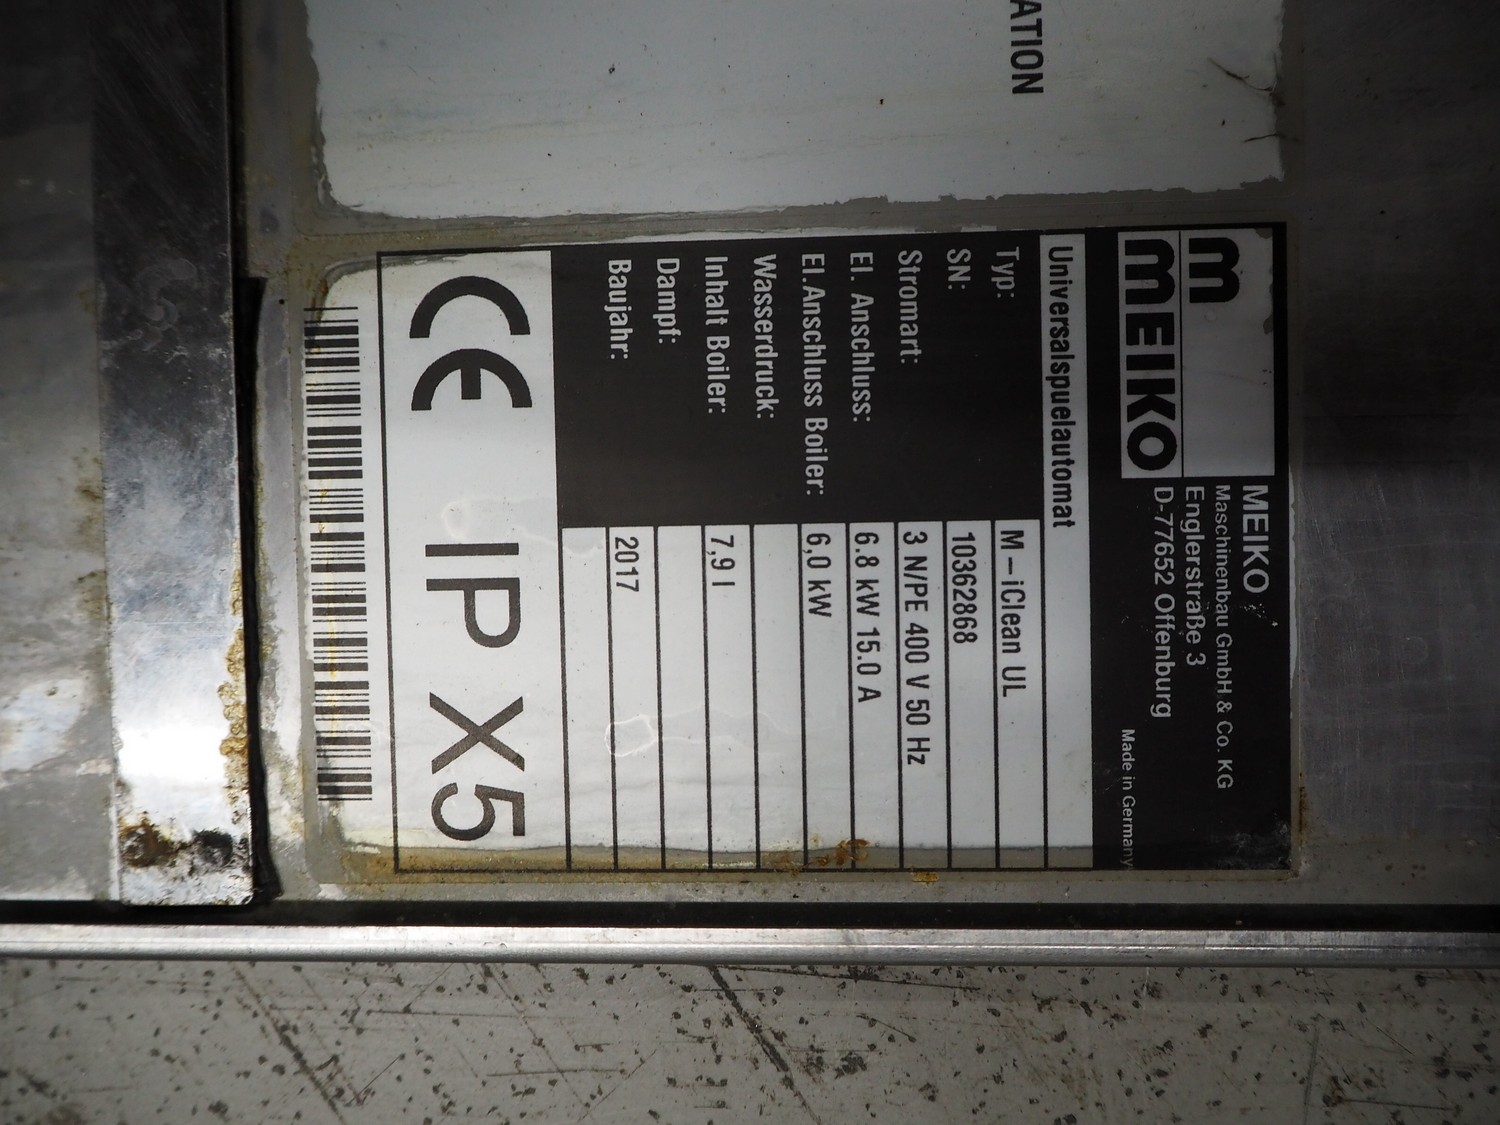 ATION
m
MEIKO
MEIKO
Maschinenbau GmbH & Co. KG
Englerstraße 3
D-77652 Offenburg
Made in Germany
Universalspuelautomat
Typ: M-iClean UL
SN: 10362868
Stromart: 3 N/PE 400 V 50 Hz
El. Anschluss: 6.8 kW 15.0 A
El.Anschluss Boiler: 6,0 kW
Wasserdruck:
Inhalt Boiler: 7,9 l
Dampf:
Baujahr: 2017
CE IP X5